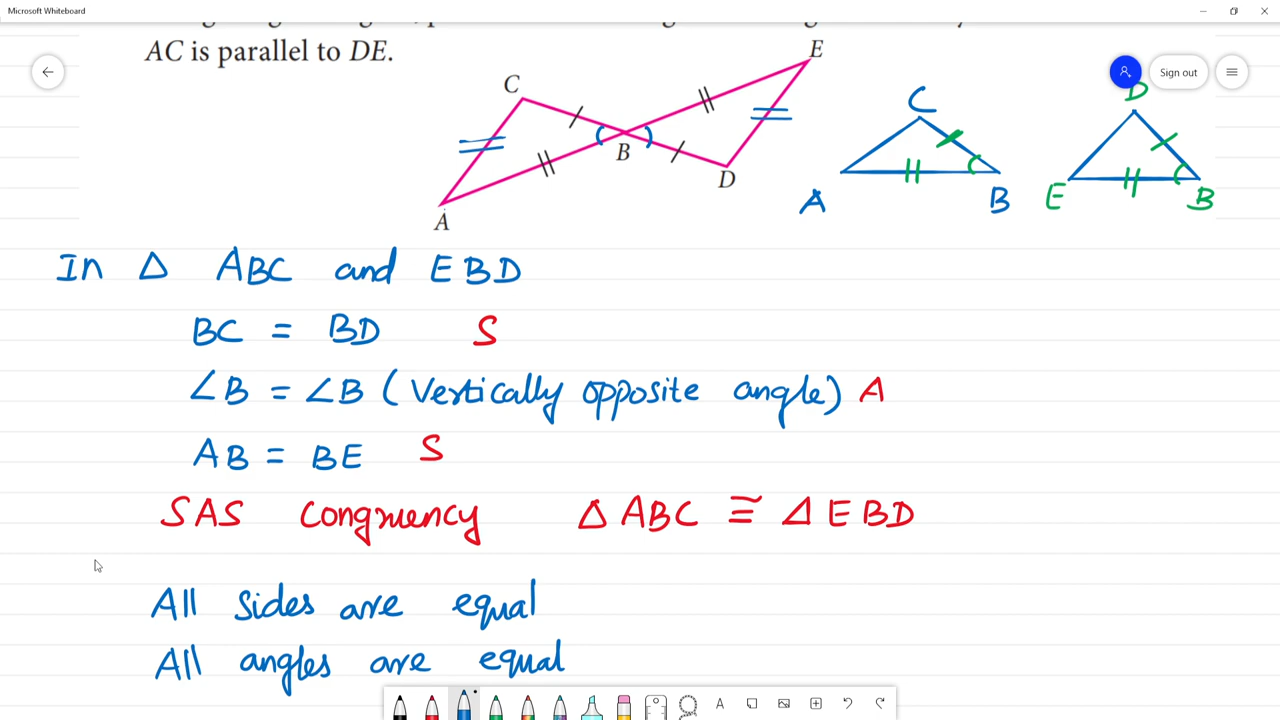 Microsoft Whiteboard
AC is parallel to DE.
Sign out
C
E
B
D
A
C
A
B
D
E
B
In Δ ABC and EBD
BC = BD S
∠B = ∠B (Vertically opposite angle) A
AB = BE S
SAS Congruency Δ ABC ≅ Δ EBD
All sides are equal
All angles are equal
A